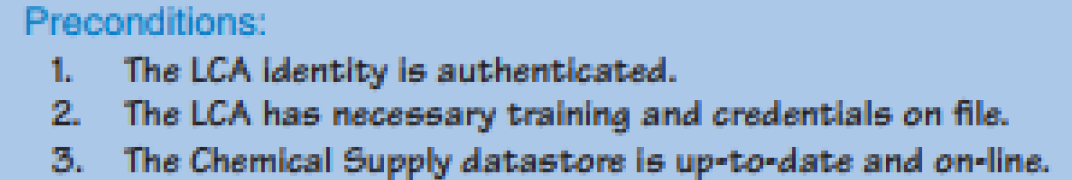 Preconditions:
1. The LCA identity is authenticated.
2. The LCA has necessary training and credentials on file.
3. The Chemical Supply datastore is up-to-date and on-line.